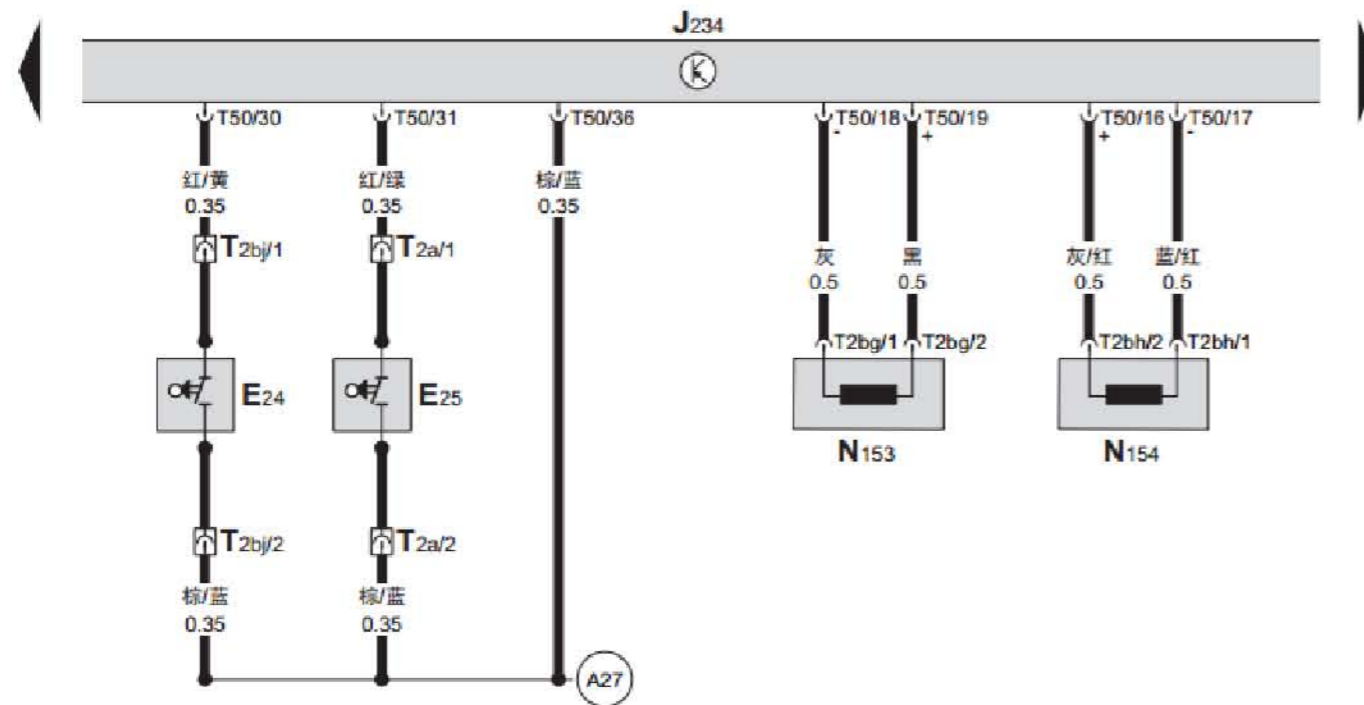 J234
T50/30 T50/31 T50/36 T50/18 T50/19 T50/16 T50/17
- + + -
红/黄 红/绿 棕/蓝
0.35 0.35 0.35
T2bj/1 T2a/1 灰 黑 灰/红 蓝/红
0.5 0.5 0.5 0.5
T2bg/1 T2bg/2 T2bh/2 T2bh/1
E24 E25
N153 N154
T2bj/2 T2a/2
棕/蓝 棕/蓝
0.35 0.35
A27